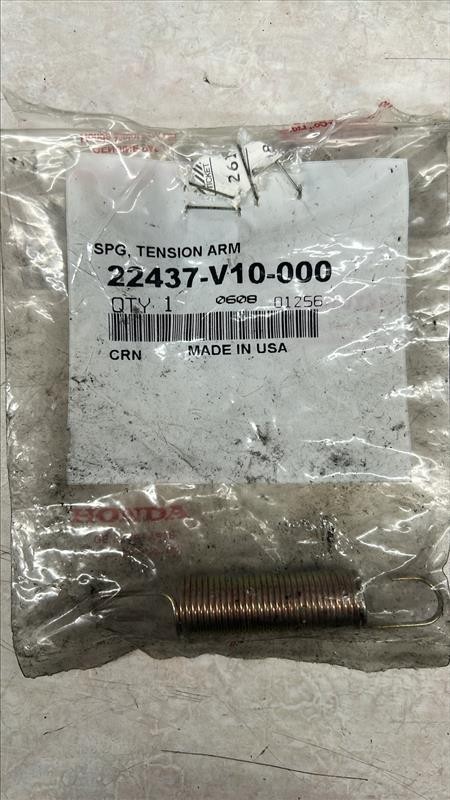 SPG, TENSION ARM
22437-V10-000
QTY 1 0608 01256
CRN MADE IN USA
HONDA